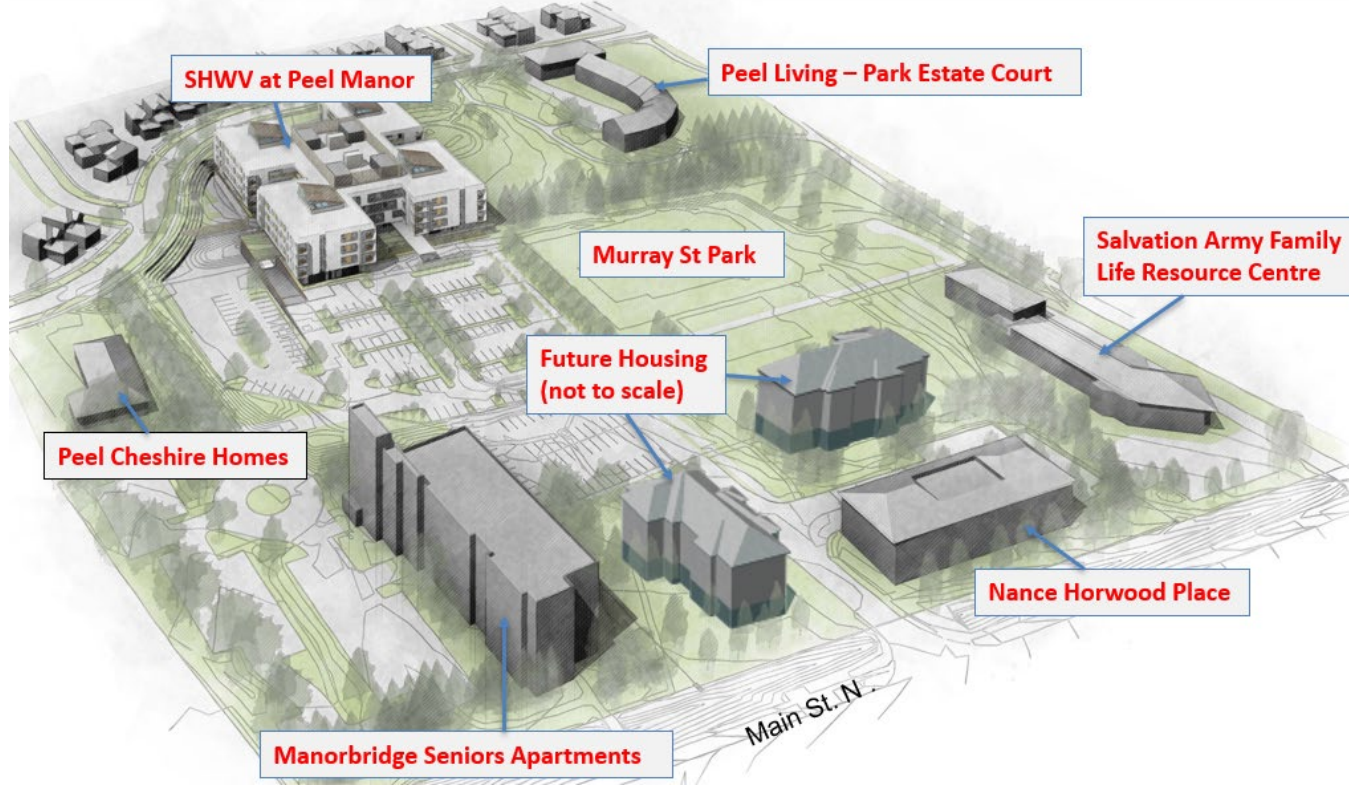 SHWV at Peel Manor
Peel Living – Park Estate Court
Murray St Park
Salvation Army Family
Life Resource Centre
Future Housing
(not to scale)
Peel Cheshire Homes
Nance Horwood Place
Main St. N .
Manorbridge Seniors Apartments